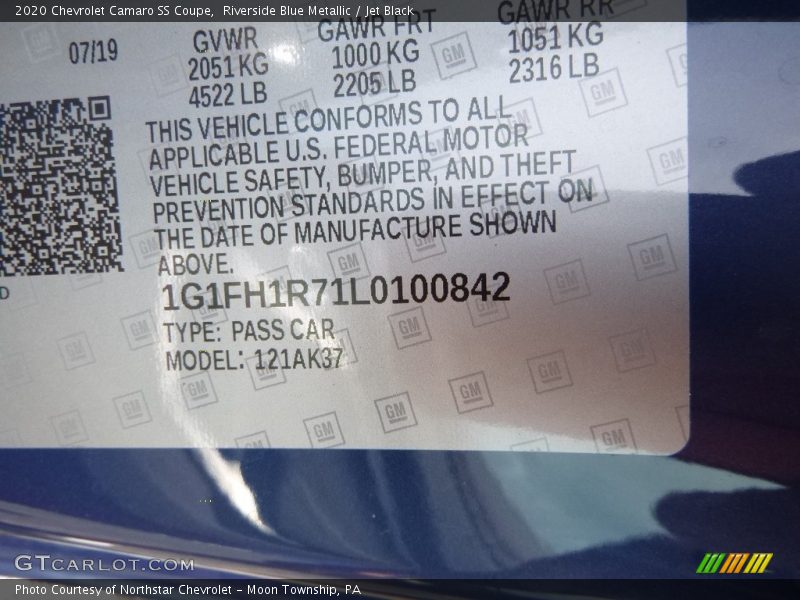 2020 Chevrolet Camaro SS Coupe, Riverside Blue Metallic / Jet Black
07/19
GVWR
2051 KG
4522 LB
GAWR FRT
1000 KG
2205 LB
GAWR RR
1051 KG
2316 LB
THIS VEHICLE CONFORMS TO ALL
APPLICABLE U.S. FEDERAL MOTOR
VEHICLE SAFETY, BUMPER, AND THEFT
PREVENTION STANDARDS IN EFFECT ON
THE DATE OF MANUFACTURE SHOWN
ABOVE.
1G1FH1R71L0100842
TYPE: PASS CAR
MODEL: 121AK37
D
GM
GTCARLOT.COM
Photo Courtesy of Northstar Chevrolet - Moon Township, PA